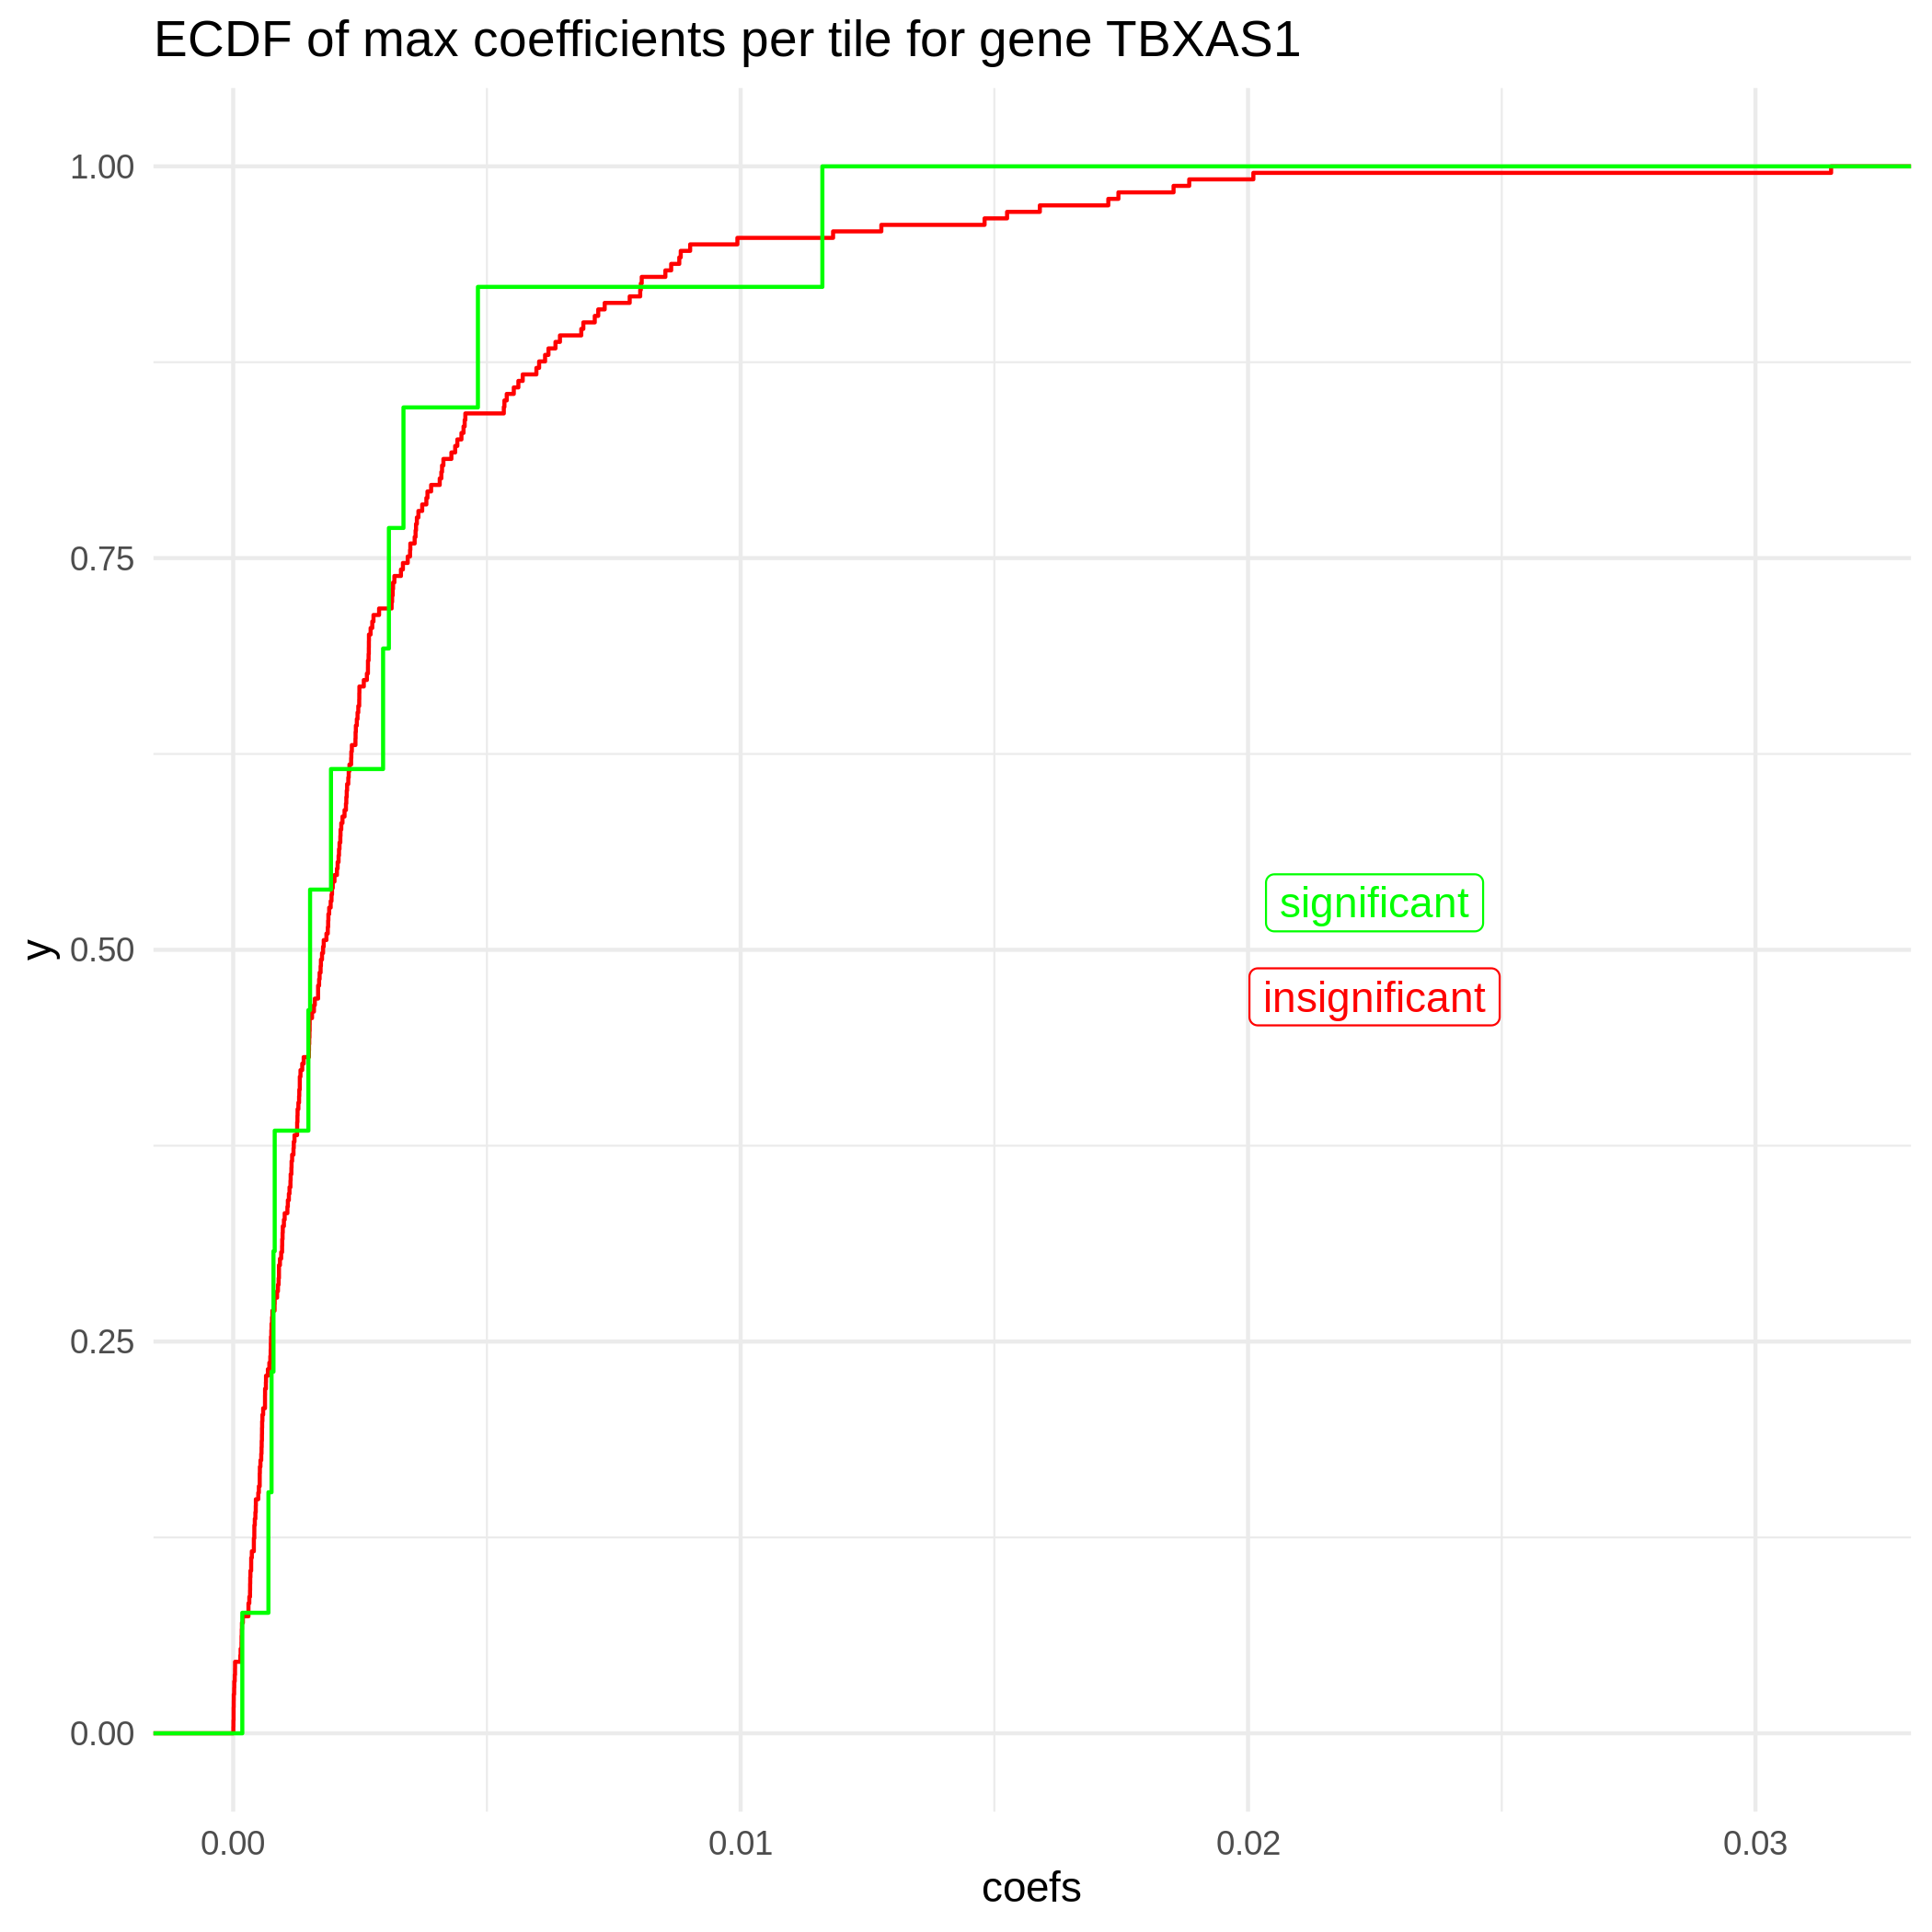 ECDF of max coefficients per tile for gene TBXAS1
1.00
0.75
0.50
0.25
0.00
y
significant
insignificant
0.00 0.01 0.02 0.03
coefs